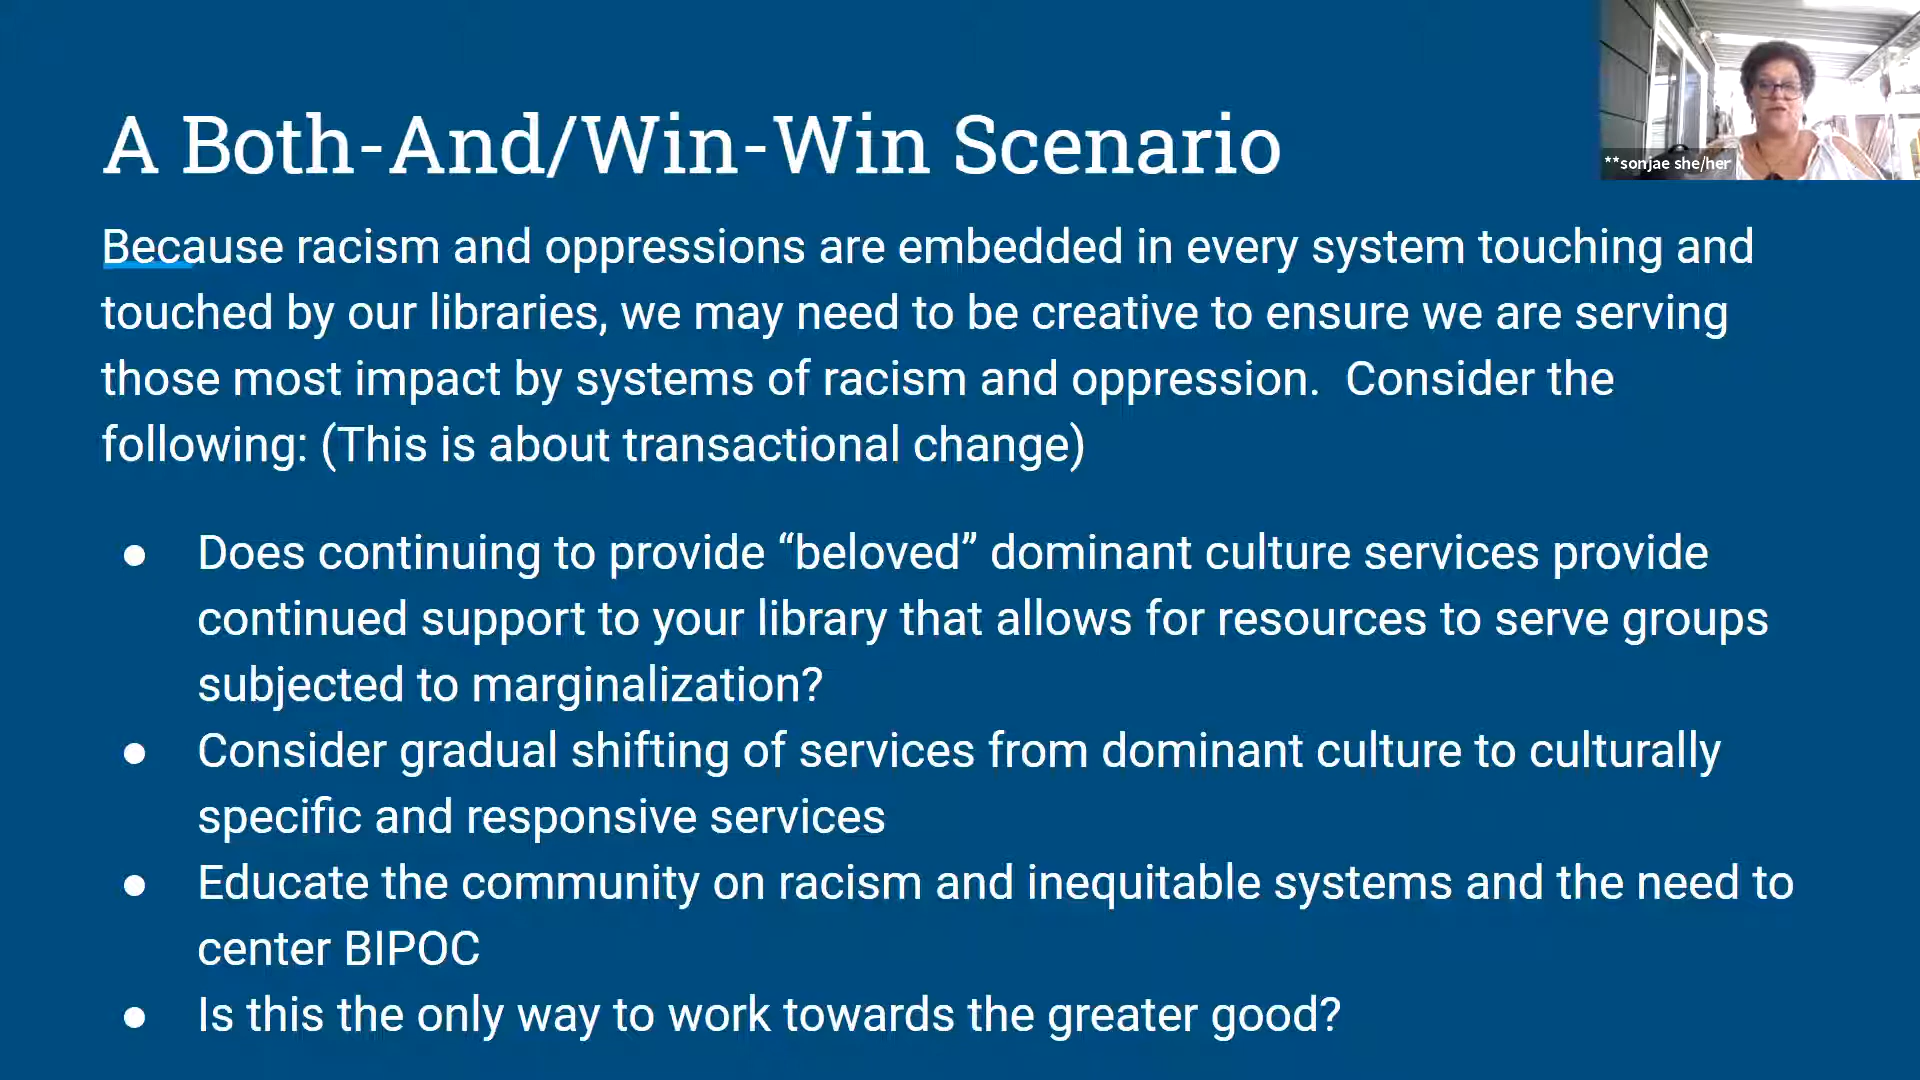 A Both-And/Win-Win Scenario
**sonjae she/her
Because racism and oppressions are embedded in every system touching and
touched by our libraries, we may need to be creative to ensure we are serving
those most impact by systems of racism and oppression.  Consider the
following: (This is about transactional change)
● Does continuing to provide “beloved” dominant culture services provide
continued support to your library that allows for resources to serve groups
subjected to marginalization?
● Consider gradual shifting of services from dominant culture to culturally
specific and responsive services
● Educate the community on racism and inequitable systems and the need to
center BIPOC
● Is this the only way to work towards the greater good?